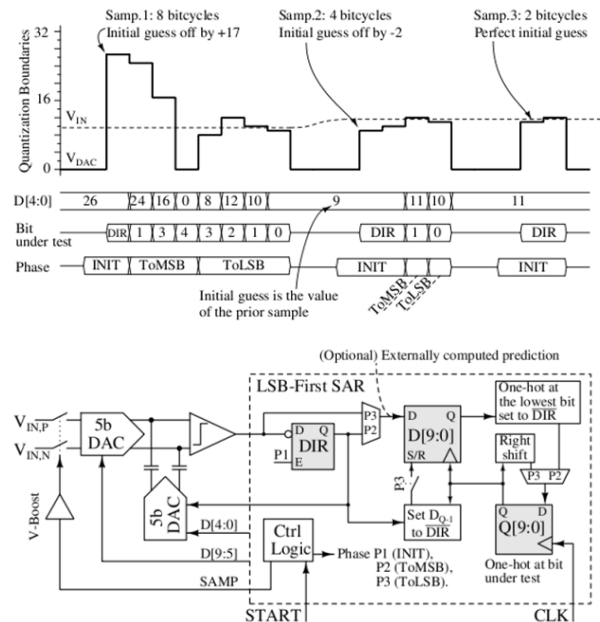 Samp.1: 8 bitcycles
Initial guess off by +17
Samp.2: 4 bitcycles
Initial guess off by -2
Samp.3: 2 bitcycles
Perfect initial guess
Quantization Boundaries
32
16
0
VIN
VDAC
D[4:0] 26 24 16 0 8 12 10 9 11 10 11
Bit under test
DIR 1 3 4 3 2 1 0 DIR 1 0 DIR
Phase INIT ToMSB ToLSB INIT INIT
ToMSB
ToLSB
Initial guess is the value
of the prior sample
(Optional) Externally computed prediction
LSB-First SAR
VIN,P
VIN,N
5b
DAC
V-Boost
5b
DAC
D[4:0]
D[9:5]
SAMP
P1
D Q
DIR
E
P3
P2
D Q
D[9:0]
S/R
P3
Set DQ-1
to DIR
One-hot at
the lowest bit
set to DIR
Right
shift
P3 P2
Q D
Q[9:0]
One-hot at bit
under test
Ctrl
Logic
Phase P1 (INIT),
P2 (ToMSB),
P3 (ToLSB).
START
CLK